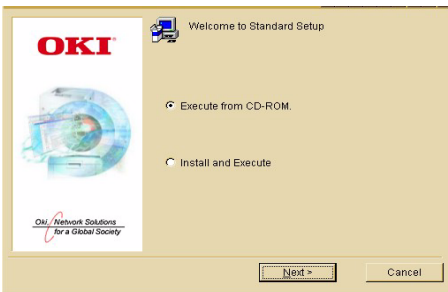 OKI
Welcome to Standard Setup
Execute from CD-ROM.
Install and Execute
Oki, Network Solutions
for a Global Society
Next >
Cancel